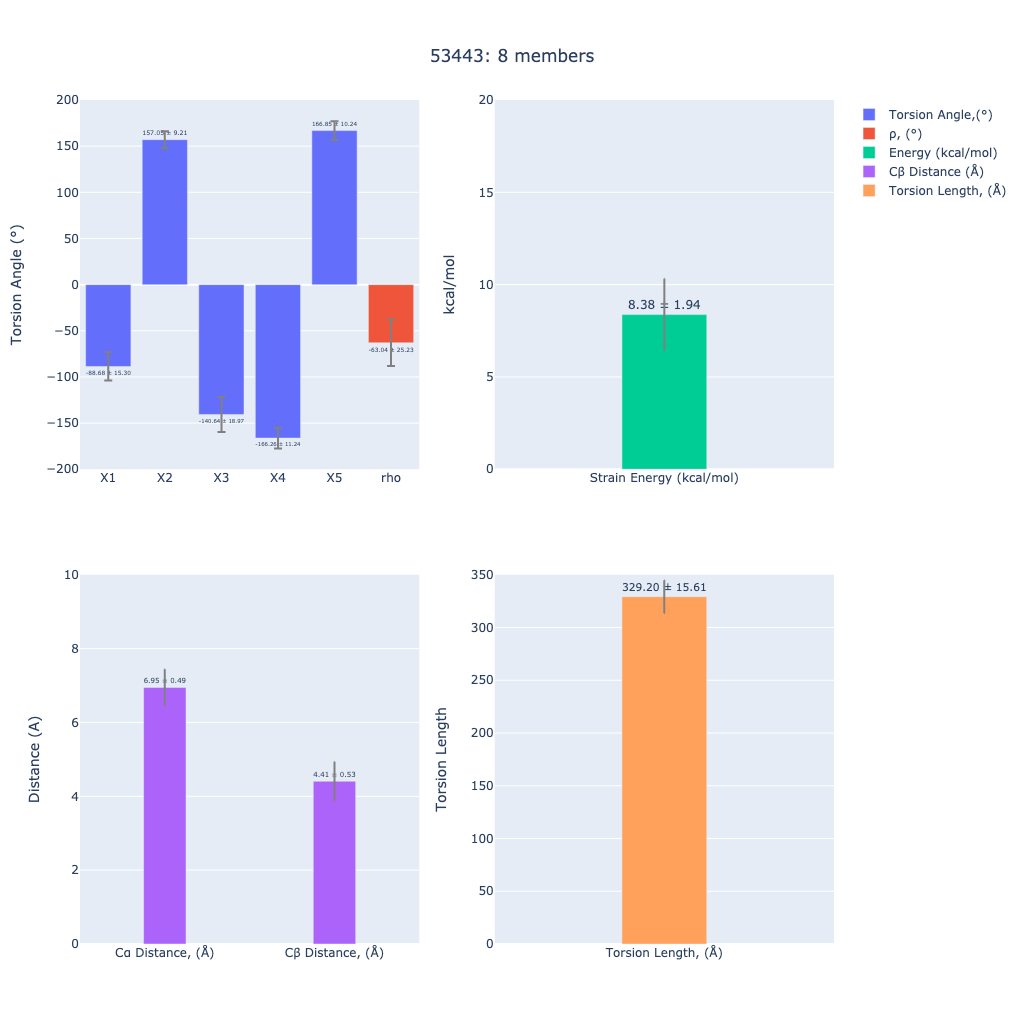 53443: 8 members
Torsion Angle (°)
200
150
100
50
0
−50
−100
−150
−200
-88.68 ± 15.30
157.05 ± 9.21
-140.64 ± 18.97
-166.26 ± 11.24
166.85 ± 10.24
-63.04 ± 25.23
X1 X2 X3 X4 X5 rho
kcal/mol
20
15
10
5
0
8.38 ± 1.94
Strain Energy (kcal/mol)
Torsion Angle,(°)
ρ, (°)
Energy (kcal/mol)
Cβ Distance (Å)
Torsion Length, (Å)
Distance (A)
10
8
6
4
2
0
6.95 ± 0.49
4.41 ± 0.53
Cα Distance, (Å) Cβ Distance, (Å)
Torsion Length
350
300
250
200
150
100
50
0
329.20 ± 15.61
Torsion Length, (Å)